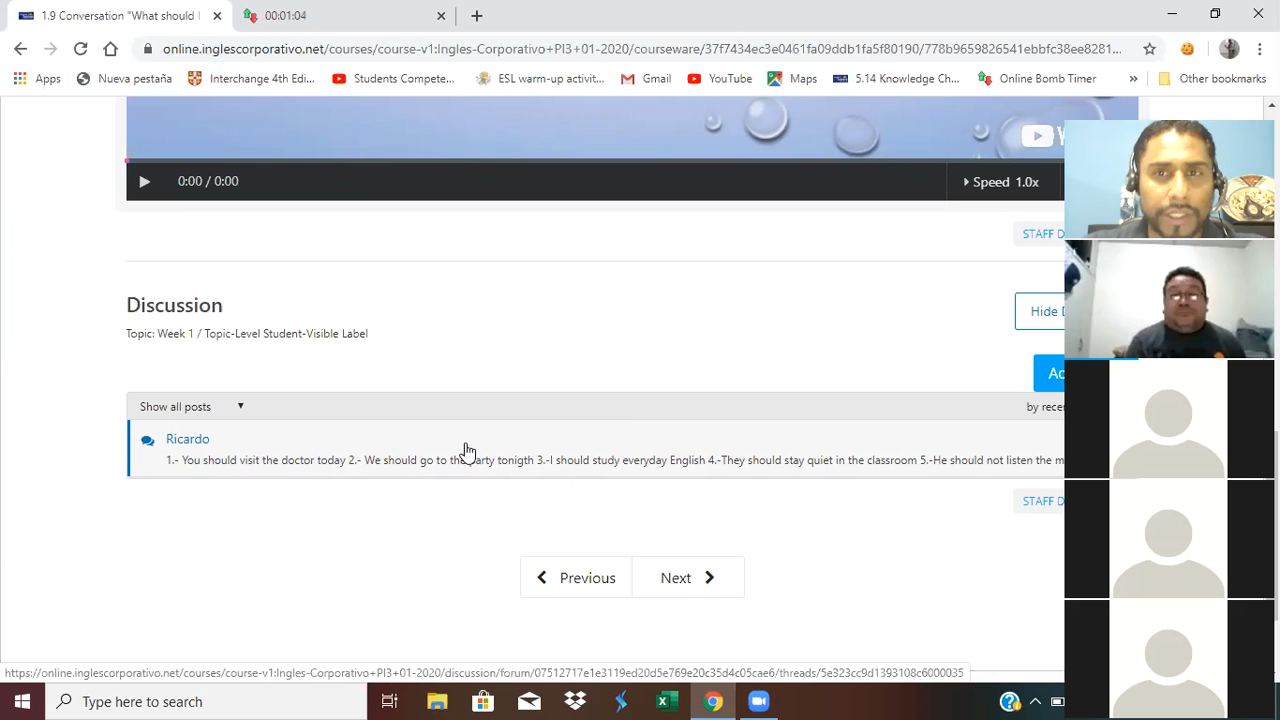 1.9 Conversation "What should I
00:01:04
online.inglescorporativo.net/courses/course-v1:Ingles-Corporativo+PI3+01-2020/courseware/37f7434ec3e0461fa09ddb1fa5f80190/778b9659826541ebbfc38ee8281...
Apps Nueva pestaña Interchange 4th Edi... Students Compete... ESL warm-up activit... Gmail YouTube Maps 5.14 Knowledge Ch... Online Bomb Timer » Other bookmarks
0:00 / 0:00 Speed 1.0x
STAFF D
Discussion
Hide D
Topic: Week 1 / Topic-Level Student-Visible Label
Show all posts
by recen
Ricardo
1.- You should visit the doctor today 2.- We should go to the party tonigth 3.-I should study everyday English 4.-They should stay quiet in the classroom 5.-He should not listen the m
STAFF D
Previous Next
https://online.inglescorporativo.net/courses/course-v1:Ingles-Corporativo+PI3+01-2020/discussion/forum/07512717e1e3119ed20d5e769e20c35d4c05cae6/threads/5e323cc9d1393108c6000035
Type here to search